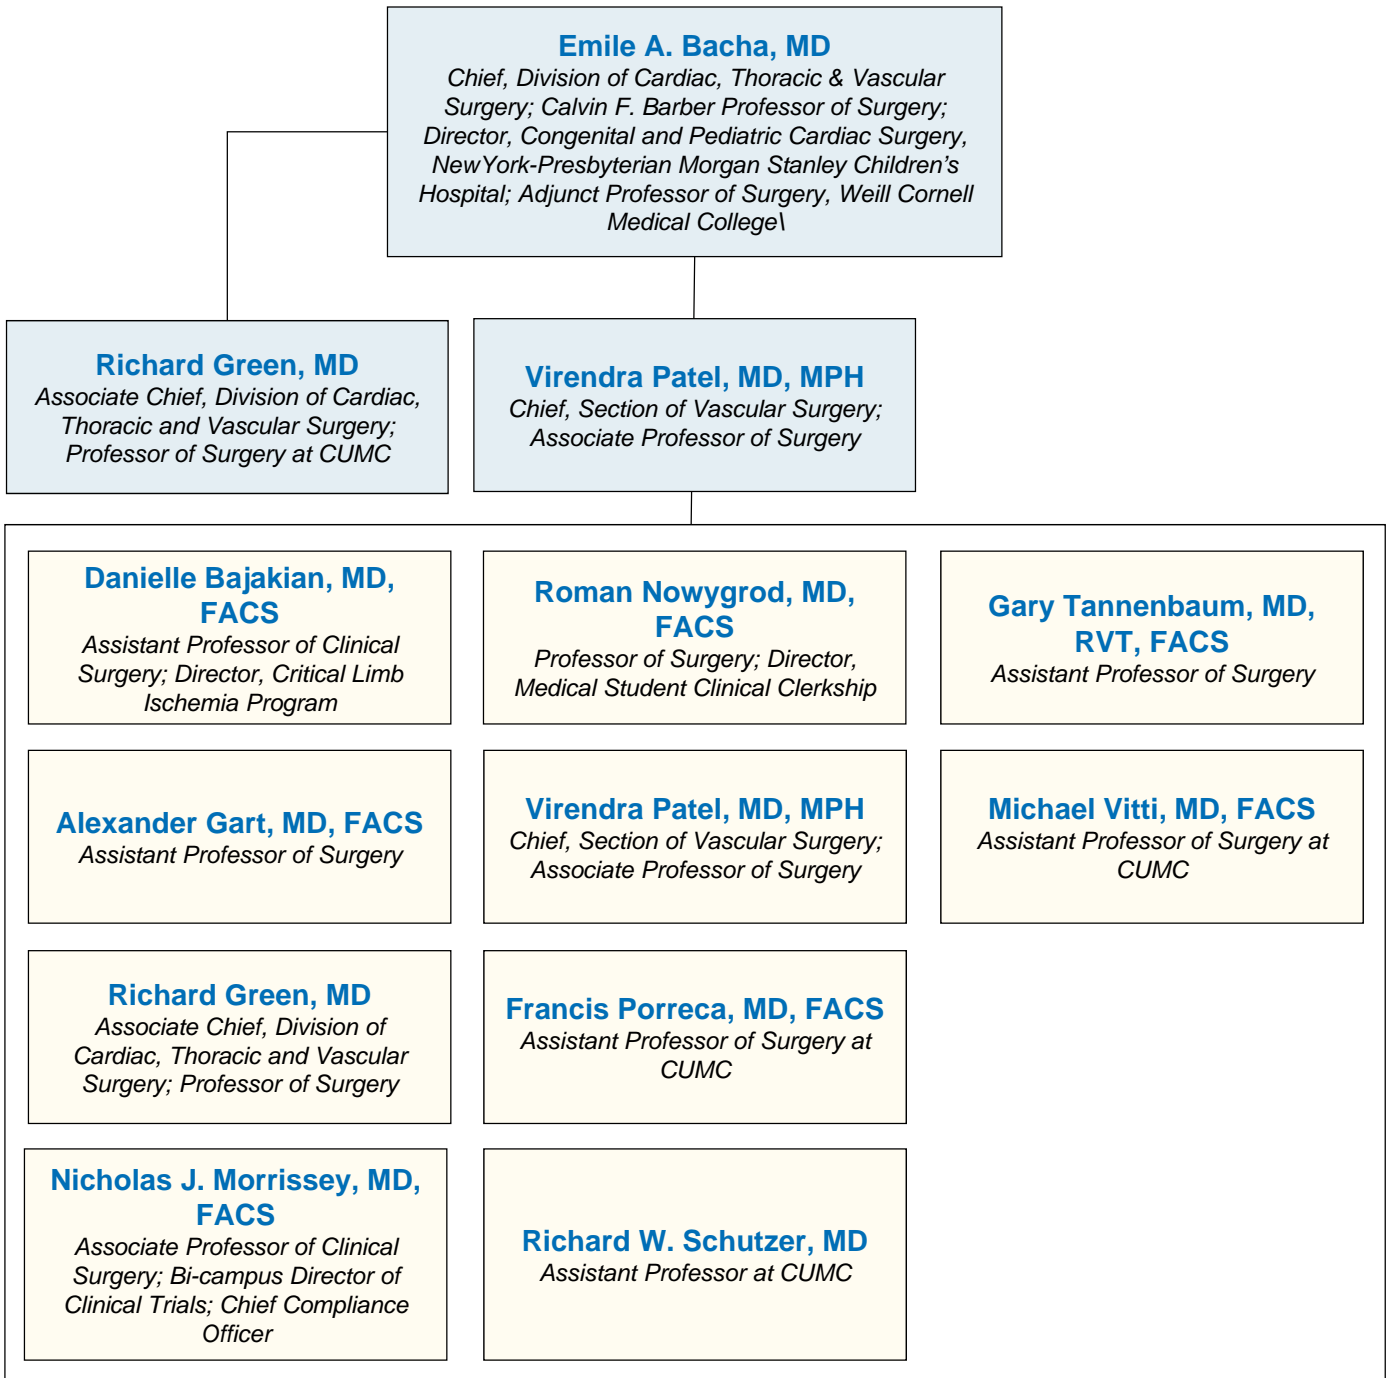 Emile A. Bacha, MD
Chief, Division of Cardiac, Thoracic & Vascular
Surgery; Calvin F. Barber Professor of Surgery;
Director, Congenital and Pediatric Cardiac Surgery,
NewYork-Presbyterian Morgan Stanley Children’s
Hospital; Adjunct Professor of Surgery, Weill Cornell
Medical College\
Richard Green, MD
Associate Chief, Division of Cardiac,
Thoracic and Vascular Surgery;
Professor of Surgery at CUMC
Virendra Patel, MD, MPH
Chief, Section of Vascular Surgery;
Associate Professor of Surgery
Danielle Bajakian, MD,
FACS
Assistant Professor of Clinical
Surgery; Director, Critical Limb
Ischemia Program
Roman Nowygrod, MD,
FACS
Professor of Surgery; Director,
Medical Student Clinical Clerkship
Gary Tannenbaum, MD,
RVT, FACS
Assistant Professor of Surgery
Alexander Gart, MD, FACS
Assistant Professor of Surgery
Virendra Patel, MD, MPH
Chief, Section of Vascular Surgery;
Associate Professor of Surgery
Michael Vitti, MD, FACS
Assistant Professor of Surgery at
CUMC
Richard Green, MD
Associate Chief, Division of
Cardiac, Thoracic and Vascular
Surgery; Professor of Surgery
Francis Porreca, MD, FACS
Assistant Professor of Surgery at
CUMC
Nicholas J. Morrissey, MD,
FACS
Associate Professor of Clinical
Surgery; Bi-campus Director of
Clinical Trials; Chief Compliance
Officer
Richard W. Schutzer, MD
Assistant Professor at CUMC